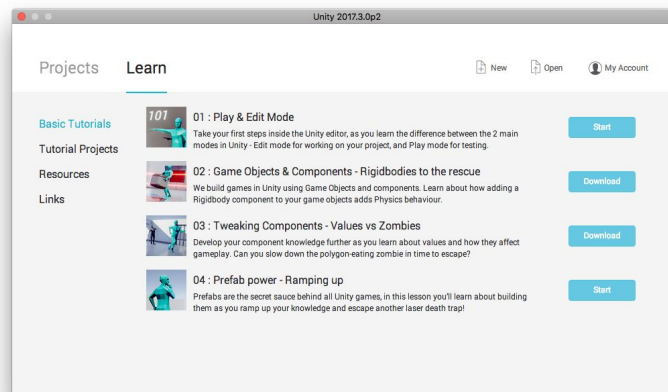 Unity 2017.3.0p2
Projects Learn New Open My Account
Basic Tutorials
Tutorial Projects
Resources
Links
101
01 : Play & Edit Mode
Take your first steps inside the Unity editor, as you learn the difference between the 2 main
modes in Unity - Edit mode for working on your project, and Play mode for testing.
Start
02 : Game Objects & Components - Rigidbodies to the rescue
We build games in Unity using Game Objects and components. Learn about how adding a
Rigidbody component to your game objects adds Physics behaviour.
Download
03 : Tweaking Components - Values vs Zombies
Develop your component knowledge further as you learn about values and how they affect
gameplay. Can you slow down the polygon-eating zombie in time to escape?
Download
04 : Prefab power - Ramping up
Prefabs are the secret sauce behind all Unity games, in this lesson you'll learn about building
them as you ramp up your knowledge and escape another laser death trap!
Start